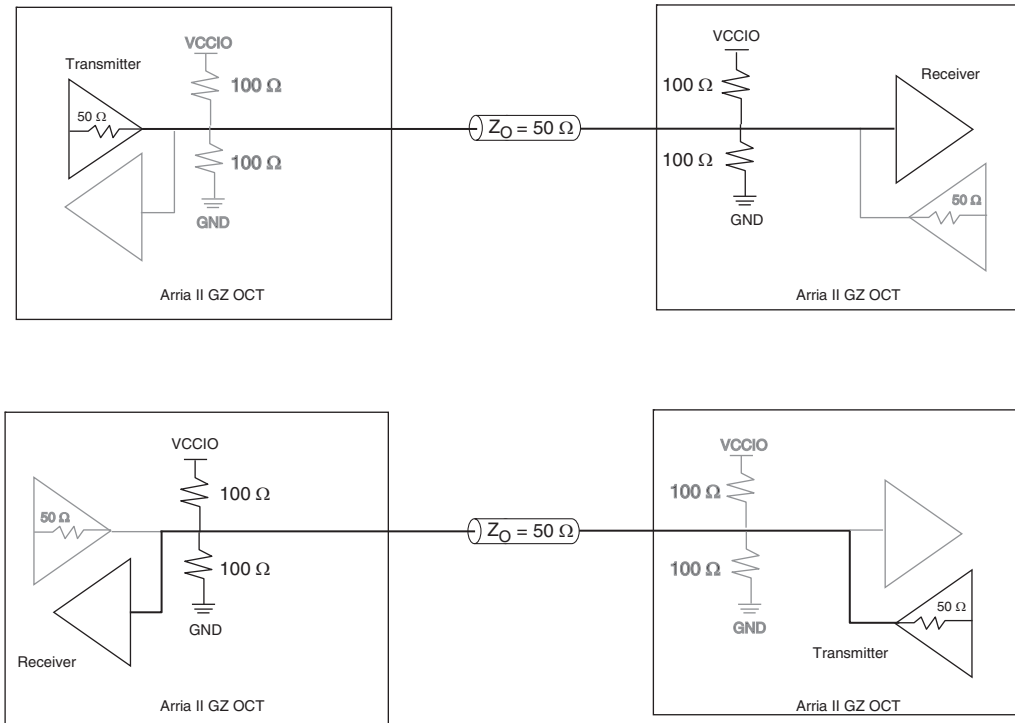 VCCIO
Transmitter
100 Ω
50 Ω
100 Ω
GND
Arria II GZ OCT
Z_O = 50 Ω
VCCIO
Receiver
100 Ω
100 Ω
50 Ω
GND
Arria II GZ OCT
VCCIO
100 Ω
50 Ω
100 Ω
GND
Receiver
Arria II GZ OCT
Z_O = 50 Ω
VCCIO
100 Ω
100 Ω
50 Ω
GND
Transmitter
Arria II GZ OCT